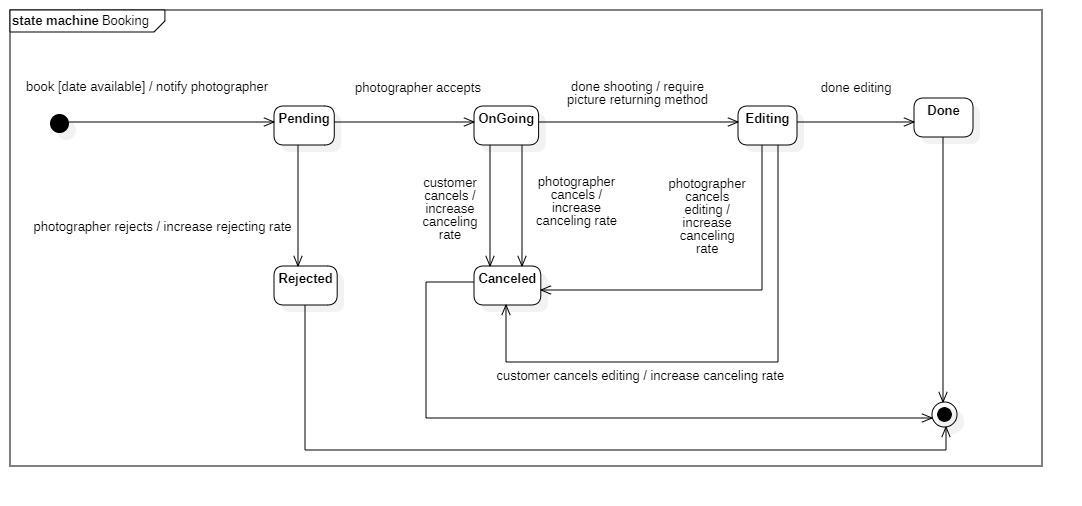 state machine Booking
book [date available] / notify photographer
photographer accepts
done shooting / require
picture returning method
done editing
Pending
OnGoing
Editing
Done
customer
cancels /
increase
canceling
rate
photographer
cancels /
increase
canceling rate
photographer
cancels
editing /
increase
canceling
rate
photographer rejects / increase rejecting rate
Rejected
Canceled
customer cancels editing / increase canceling rate